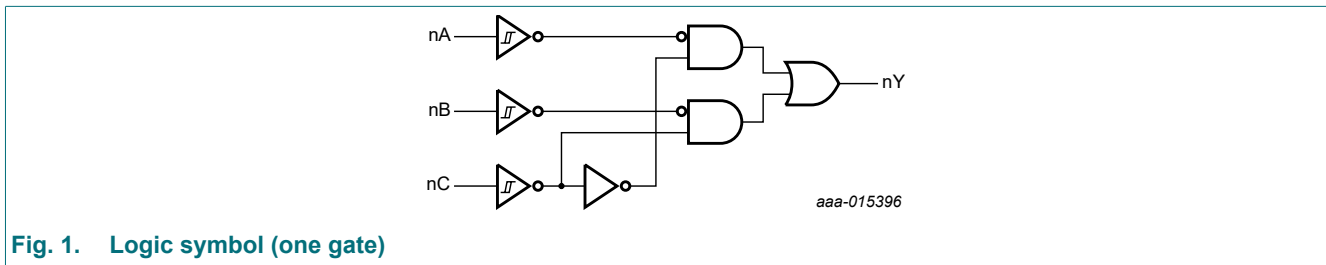 nA
nY
nB
nC
aaa-015396
Fig. 1. Logic symbol (one gate)